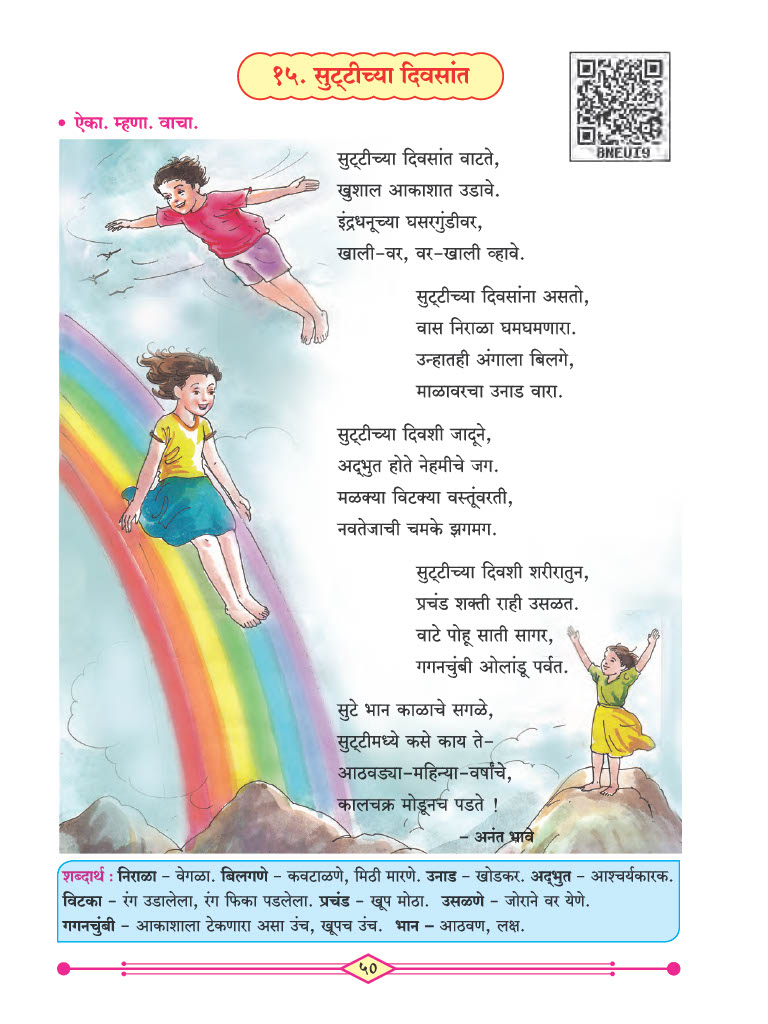 १५. सुट्टीच्या दिवसांत
8NEUI9
• ऐका. म्हणा. वाचा.
सुट्टीच्या दिवसांत वाटते,
खुशाल आकाशात उडावे.
इंद्रधनूच्या घसरगुंडीवर,
खाली-वर, वर-खाली व्हावे.
सुट्टीच्या दिवसांना असतो,
वास निराळा घमघमणारा.
उन्हातही अंगाला बिलगे,
माळावरचा उनाड वारा.
सुट्टीच्या दिवशी जादूने,
अद्भुत होते नेहमीचे जग.
मळक्या विटक्या वस्तूंवरती,
नवतेजाची चमके झगमग.
सुट्टीच्या दिवशी शरीरातुन,
प्रचंड शक्ती राही उसळत.
वाटे पोहू साती सागर,
गगनचुंबी ओलांडू पर्वत.
सुटे भान काळाचे सगळे,
सुट्टीमध्ये कसे काय ते-
आठवड्या-महिन्या-वर्षांचे,
कालचक्र मोडूनच पडते !
- अनंत भावे
शब्दार्थ : निराळा - वेगळा. बिलगणे - कवटाळणे, मिठी मारणे. उनाड - खोडकर. अद्भुत - आश्चर्यकारक.
विटका - रंग उडालेला, रंग फिका पडलेला. प्रचंड - खूप मोठा. उसळणे - जोराने वर येणे.
गगनचुंबी - आकाशाला टेकणारा असा उंच, खूपच उंच. भान – आठवण, लक्ष.
५०